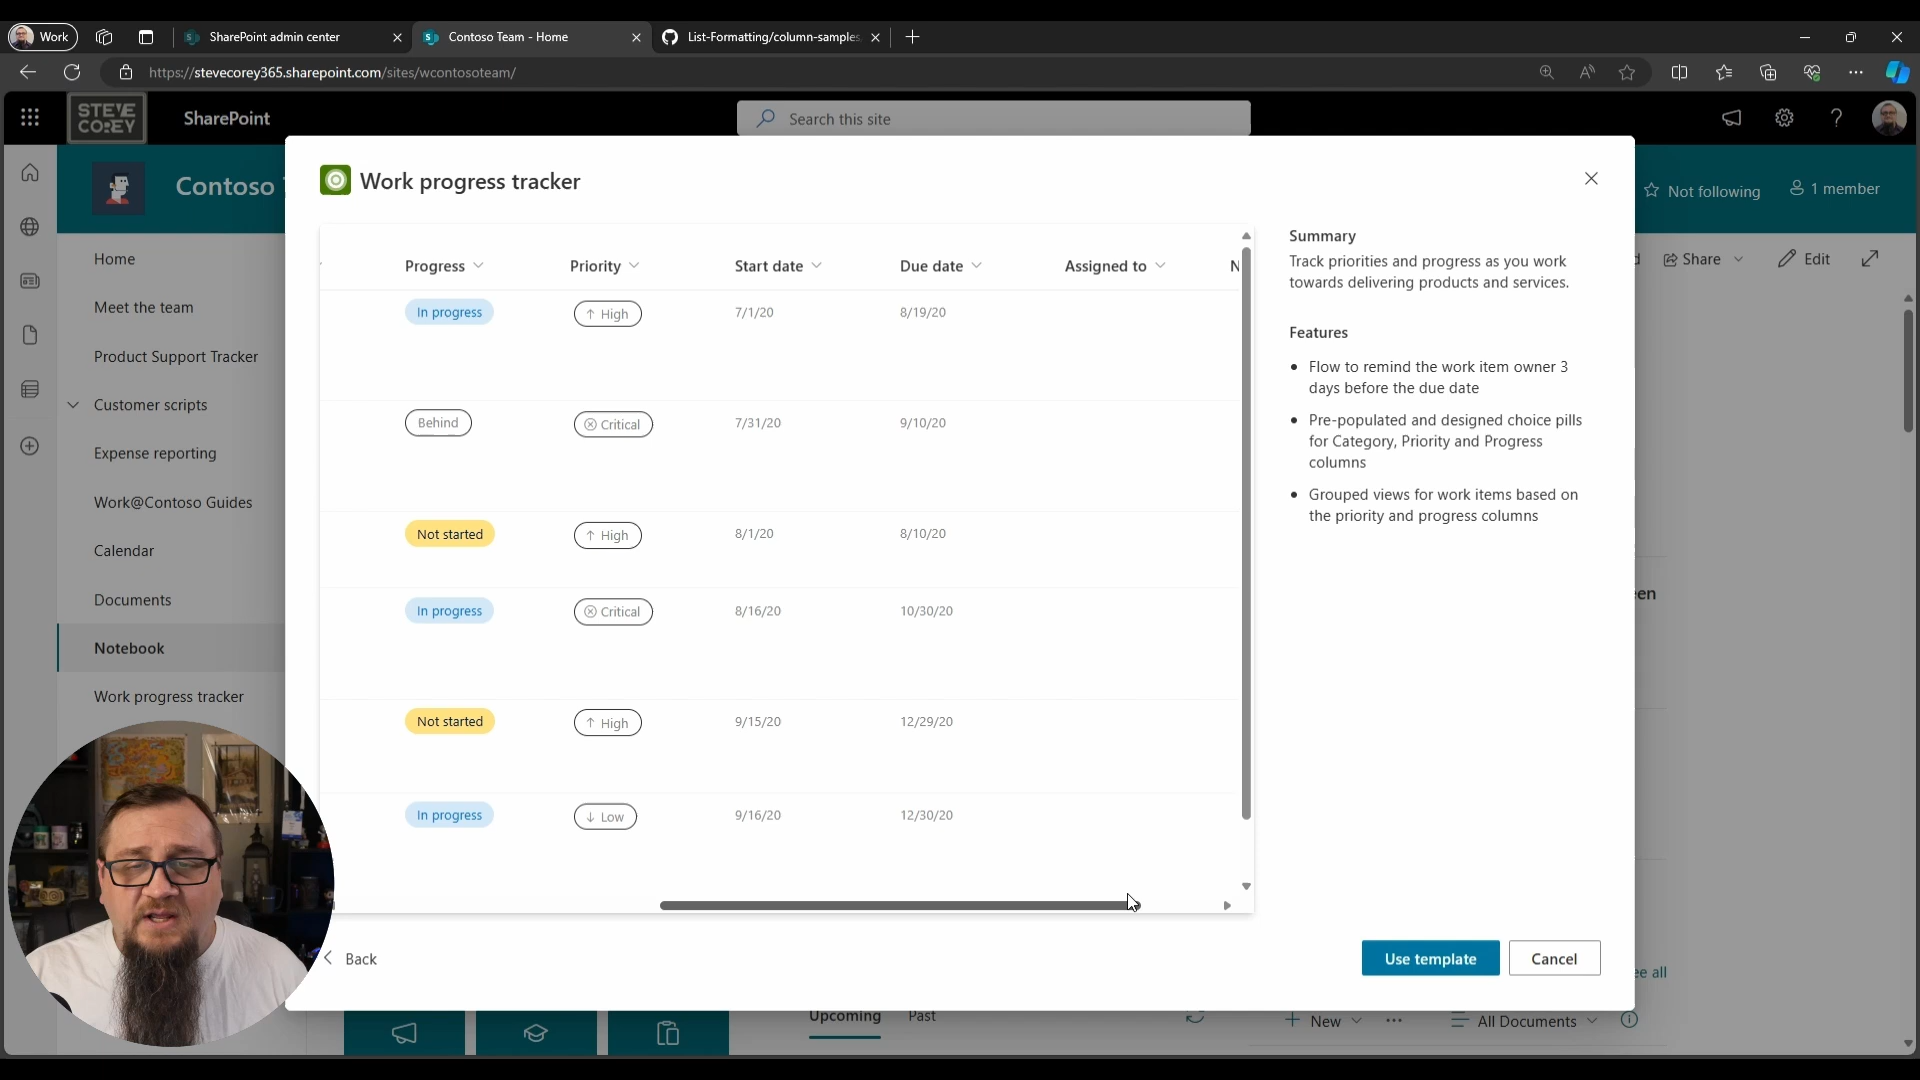 Work
SharePoint admin center
Contoso Team - Home
List-Formatting/column-samples
https://stevecorey365.sharepoint.com/sites/wcontosoteam/
STEVE
COREY
SharePoint
Search this site
Contoso
Not following
1 member
Share
Edit
Home
Meet the team
Product Support Tracker
Customer scripts
Expense reporting
Work@Contoso Guides
Calendar
Documents
Notebook
Work progress tracker
Work progress tracker
Progress
Priority
Start date
Due date
Assigned to
N
In progress
High
7/1/20
8/19/20
Behind
Critical
7/31/20
9/10/20
Not started
High
8/1/20
8/10/20
In progress
Critical
8/16/20
10/30/20
Not started
High
9/15/20
12/29/20
In progress
Low
9/16/20
12/30/20
Summary
Track priorities and progress as you work
towards delivering products and services.
Features
Flow to remind the work item owner 3
days before the due date
Pre-populated and designed choice pills
for Category, Priority and Progress
columns
Grouped views for work items based on
the priority and progress columns
Back
Use template
Cancel
Upcoming
Past
New
All Documents